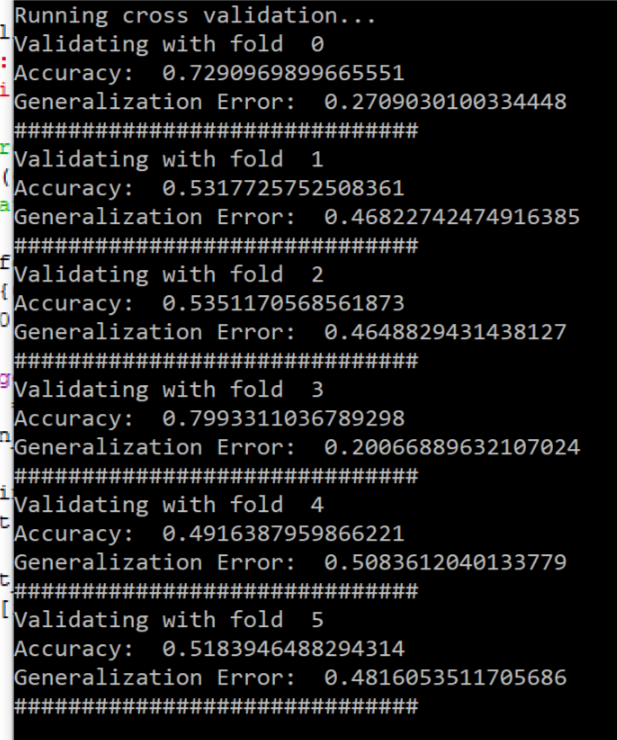 Running cross validation...
Validating with fold  0
Accuracy:  0.7290969899665551
Generalization Error:  0.2709030100334448
##############################
Validating with fold  1
Accuracy:  0.5317725752508361
Generalization Error:  0.46822742474916385
##############################
Validating with fold  2
Accuracy:  0.5351170568561873
Generalization Error:  0.4648829431438127
##############################
Validating with fold  3
Accuracy:  0.7993311036789298
Generalization Error:  0.20066889632107024
##############################
Validating with fold  4
Accuracy:  0.4916387959866221
Generalization Error:  0.5083612040133779
##############################
Validating with fold  5
Accuracy:  0.5183946488294314
Generalization Error:  0.4816053511705686
##############################